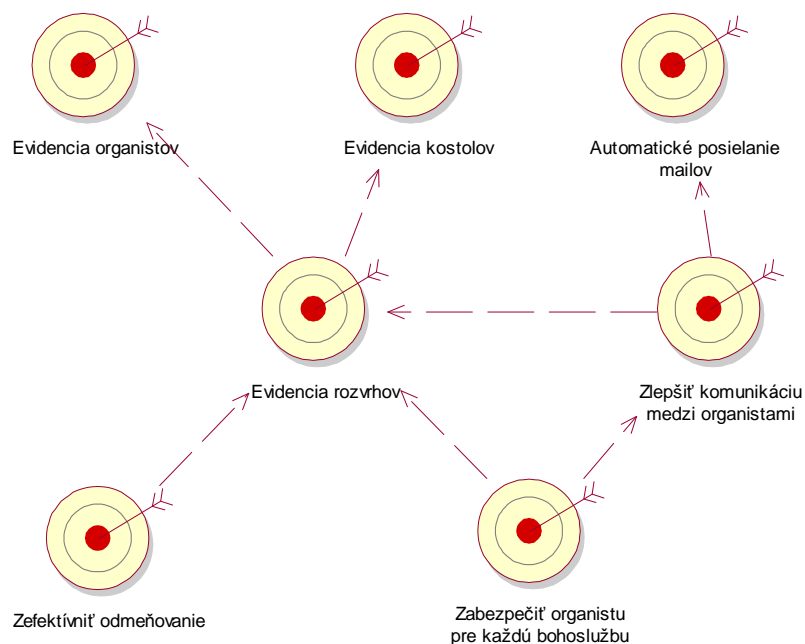 Evidencia organistov
Evidencia kostolov
Automatické posielanie
mailov
Evidencia rozvrhov
Zlepšiť komunikáciu
medzi organistami
Zefektívniť odmeňovanie
Zabezpečiť organistu
pre každú bohoslužbu